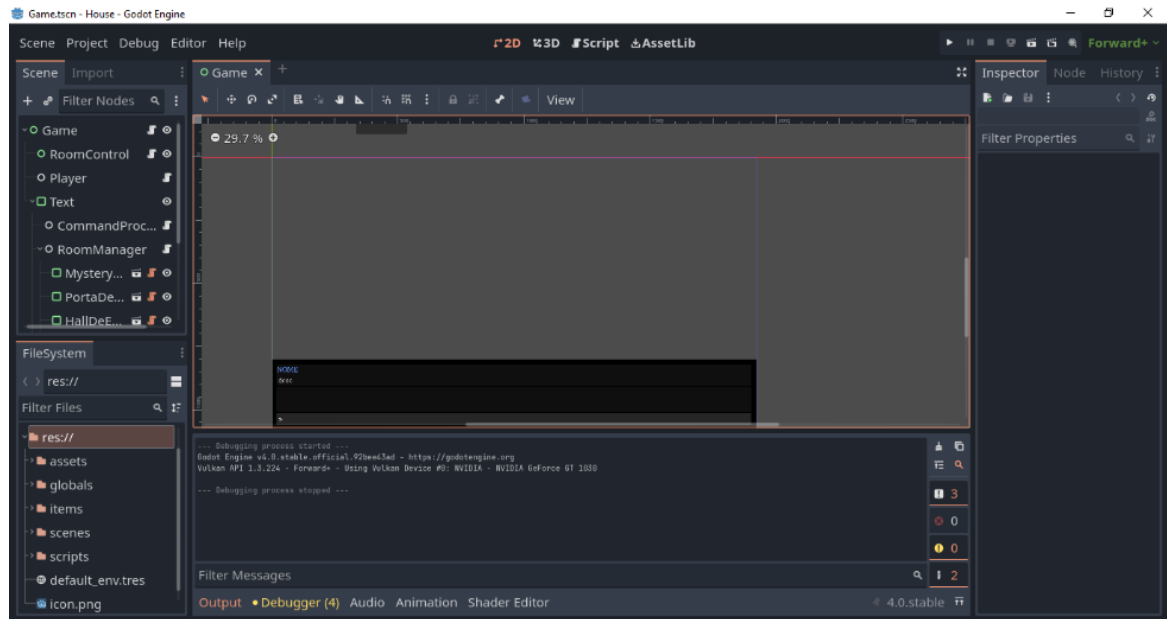 Game.tscn - House - Godot Engine
Scene Project Debug Editor Help
2D 3D Script AssetLib
Forward+
Scene Import
Game
Inspector Node History
Filter Nodes
View
29.7 %
Filter Properties
Game
RoomControl
Player
Text
CommandProc...
RoomManager
Mystery...
PortaDe...
HallDeE...
NOME
desc
FileSystem
res://
Filter Files
res://
assets
globals
items
scenes
scripts
default_env.tres
icon.png
--- Debugging process started ---
Godot Engine v4.0.stable.official.92bee43ad - https://godotengine.org
Vulkan API 1.3.224 - Forward+ - Using Vulkan Device #0: NVIDIA - NVIDIA GeForce GT 1030
--- Debugging process stopped ---
3
0
0
2
Filter Messages
Output Debugger (4) Audio Animation Shader Editor
4.0.stable